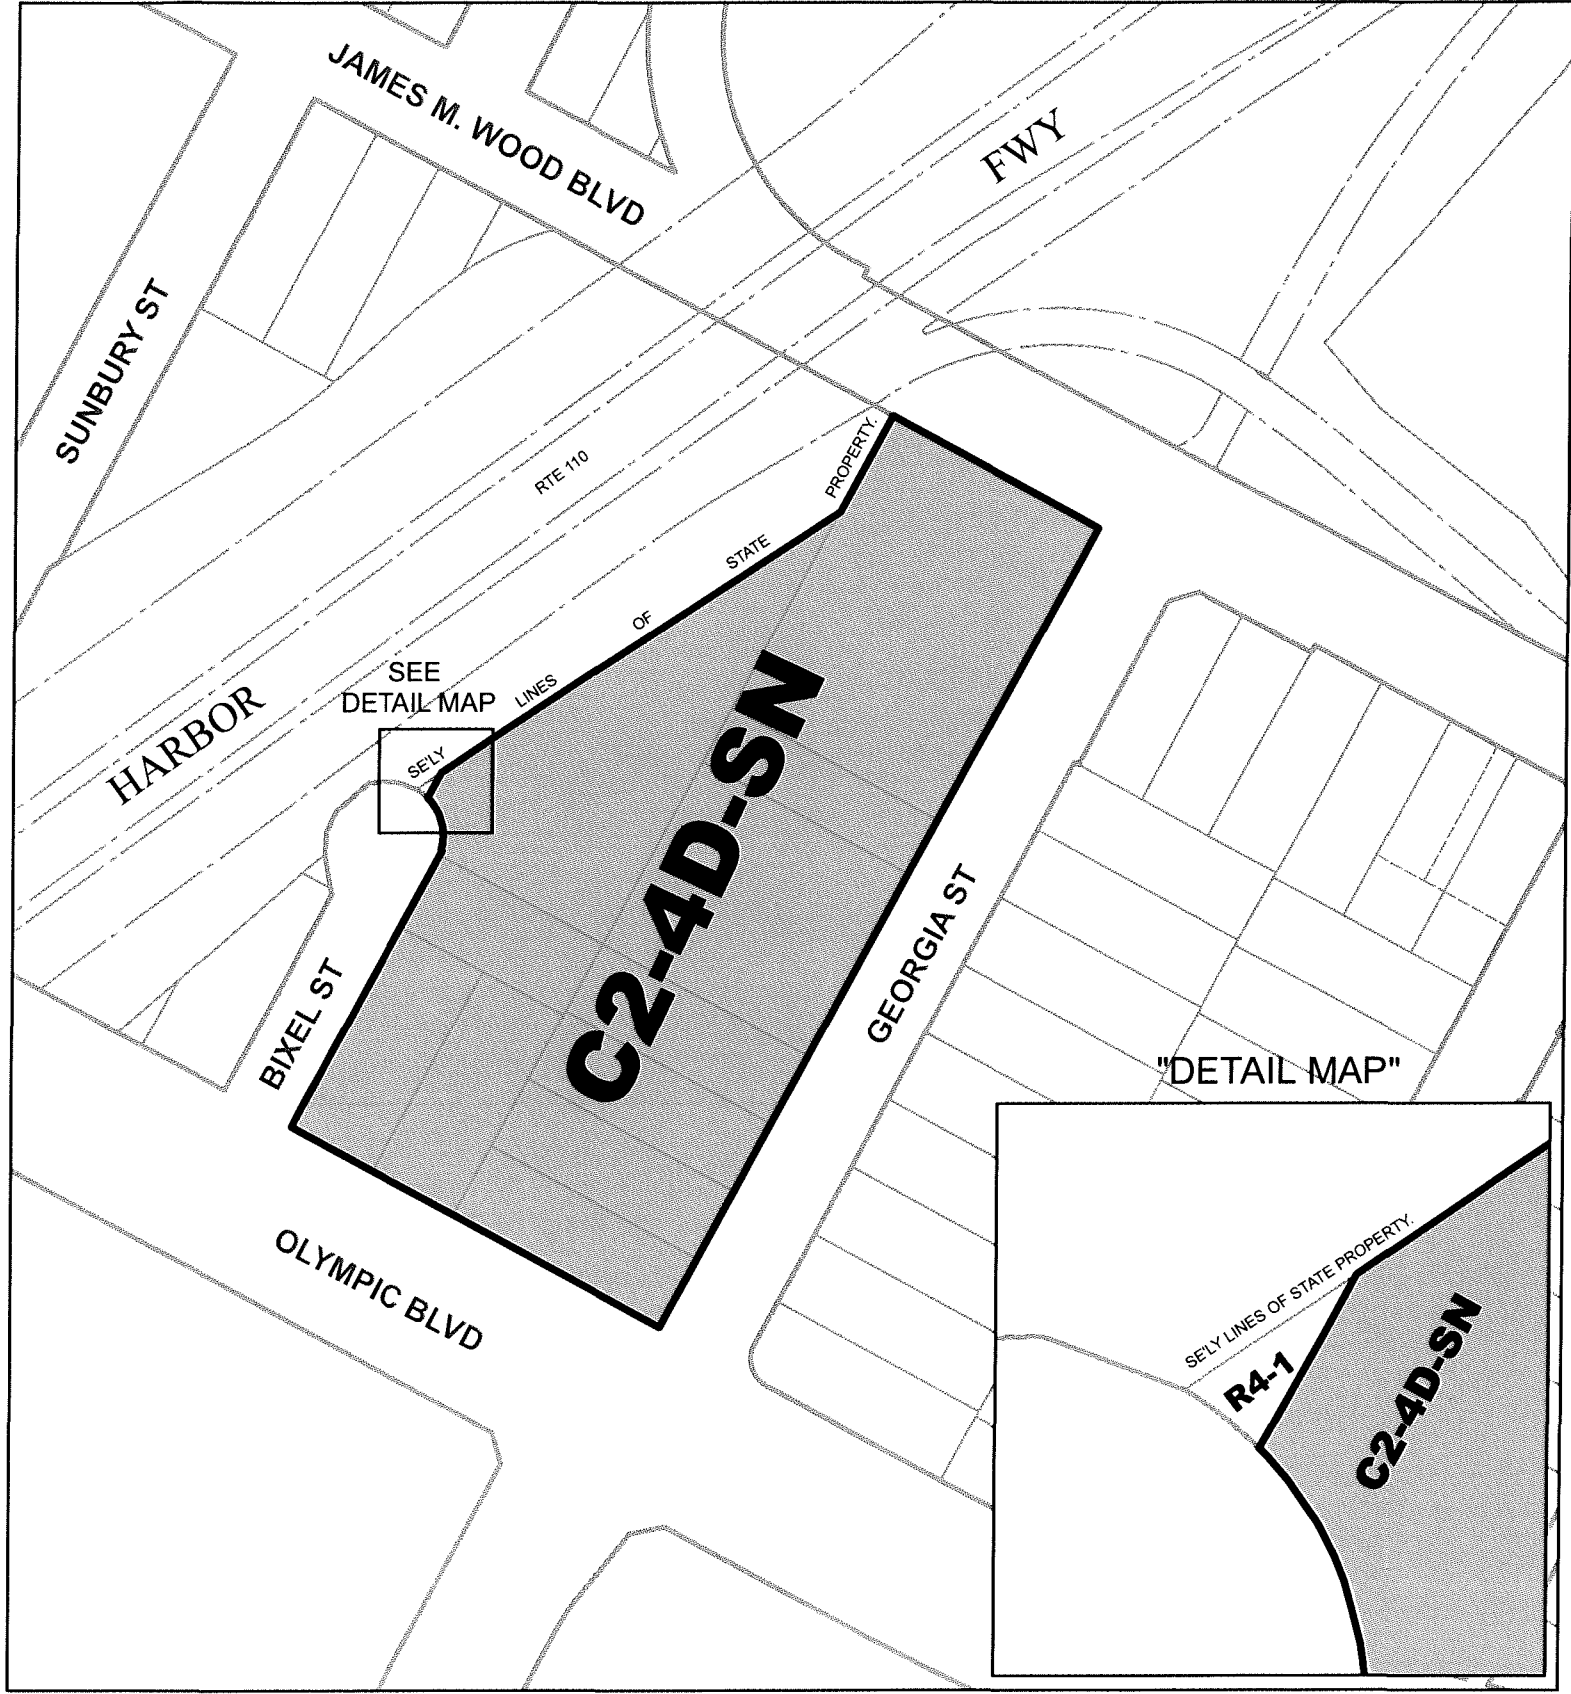 JAMES M. WOOD BLVD
FWY
SUNBURY ST
RTE 110
PROPERTY.
STATE
OF
LINES
SE'LY
SEE
DETAIL MAP
HARBOR
C2-4D-SN
GEORGIA ST
BIXEL ST
OLYMPIC BLVD
"DETAIL MAP"
SE'LY LINES OF STATE PROPERTY.
R4-1
C2-4D-SN